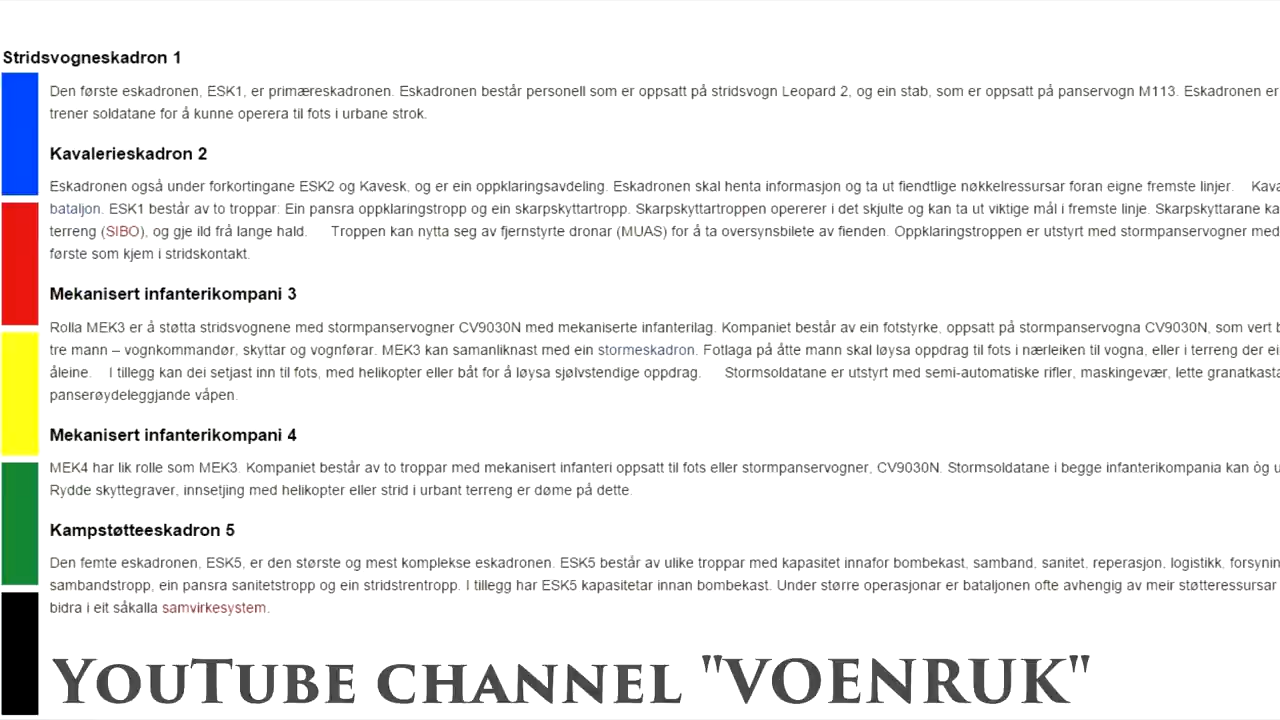 Stridsvogneskadron 1
Den første eskadronen, ESK1, er primæreskadronen. Eskadronen består personell som er oppsatt på stridsvogn Leopard 2, og ein stab, som er oppsatt på panservogn M113. Eskadronen er
trener soldatane for å kunne operera til fots i urbane strok.
Kavalerieskadron 2
Eskadronen også under forkortingane ESK2 og Kavesk, og er ein oppklaringsavdeling. Eskadronen skal henta informasjon og ta ut fiendtlige nøkkelressursar foran eigne fremste linjer.
bataljon. ESK1 består av to troppar: Ein pansra oppklaringstropp og ein skarpskyttartropp. Skarpskyttartroppen opererer i det skjulte og kan ta ut viktige mål i fremste linje. Skarpskyttarane
terreng (SIBO), og gje ild frå lange hald. Troppen kan nytta seg av fjernstyrte dronar (MUAS) for å ta oversynsbilete av fienden. Oppklaringstroppen er utstyrt med stormpanservogner med
første som kjem i stridskontakt.
Mekanisert infanterikompani 3
Rolla MEK3 er å støtta stridsvognene med stormpanservogner CV9030N med mekaniserte infanterilag. Kompaniet består av ein fotstyrke, oppsatt på stormpanservogna CV9030N, som vert
tre mann – vognkommandør, skyttar og vognførar. MEK3 kan samanliknast med ein stormeskadron. Fotlaga på åtte mann skal løysa oppdrag til fots i nærleiken til vogna, eller i terreng der
åleine. I tillegg kan dei setjast inn til fots, med helikopter eller båt for å løysa sjølvstendige oppdrag. Stormsoldatane er utstyrt med semi-automatiske rifler, maskingevær, lette
panserøydeleggjande våpen.
Mekanisert infanterikompani 4
MEK4 har lik rolle som MEK3. Kompaniet består av to troppar med mekanisert infanteri oppsatt til fots eller stormpanservogner, CV9030N. Stormsoldatane i begge infanterikompania kan òg
Rydde skyttegraver, innsetjing med helikopter eller strid i urbant terreng er døme på dette.
Kampstøtteeskadron 5
Den femte eskadronen, ESK5, er den største og mest komplekse eskadronen. ESK5 består av ulike troppar med kapasitet innafor bombekast, samband, sanitet, reperasjon, logistikk,
sambandstropp, ein pansra sanitetstropp og ein stridstrentropp. I tillegg har ESK5 kapasitetar innan bombekast. Under større operasjonar er bataljonen ofte avhengig av meir støtteressursar
bidra i eit såkalla samvirkesystem.
YouTube channel "VOENRUK"